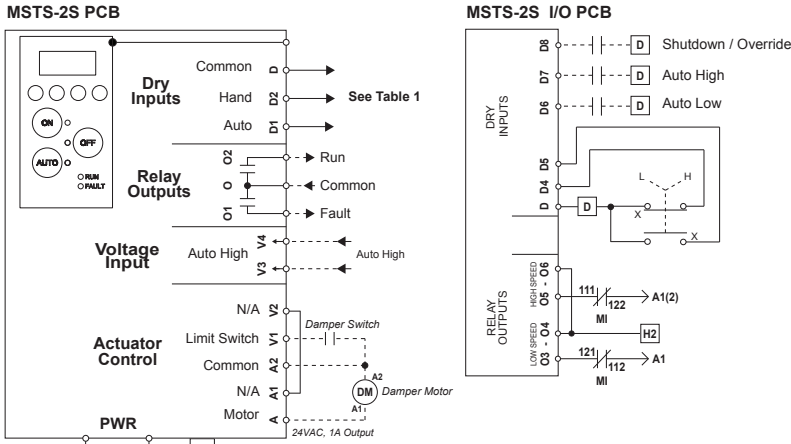 MSTS-2S PCB
ON
OFF
AUTO
RUN
FAULT
Dry
Inputs
Common D
Hand D2
Auto D1
See Table 1
Relay
Outputs
O2 Run
O Common
O1 Fault
Voltage
Input
Auto High V4
V3
Auto High
Actuator
Control
N/A V2
Limit Switch V1
Common A2
N/A A1
Motor A
Damper Switch
A2
DM Damper Motor
A1
24VAC, 1A Output
PWR
MSTS-2S I/O PCB
DRY
INPUTS
D8 D Shutdown / Override
D7 D Auto High
D6 D Auto Low
D5
D4
D D
L H
X
X
RELAY
OUTPUTS
HIGH SPEED
O5 - O6
111 122 A1(2)
MI
LOW SPEED
O3 - O4
H2
121 112 A1
MI